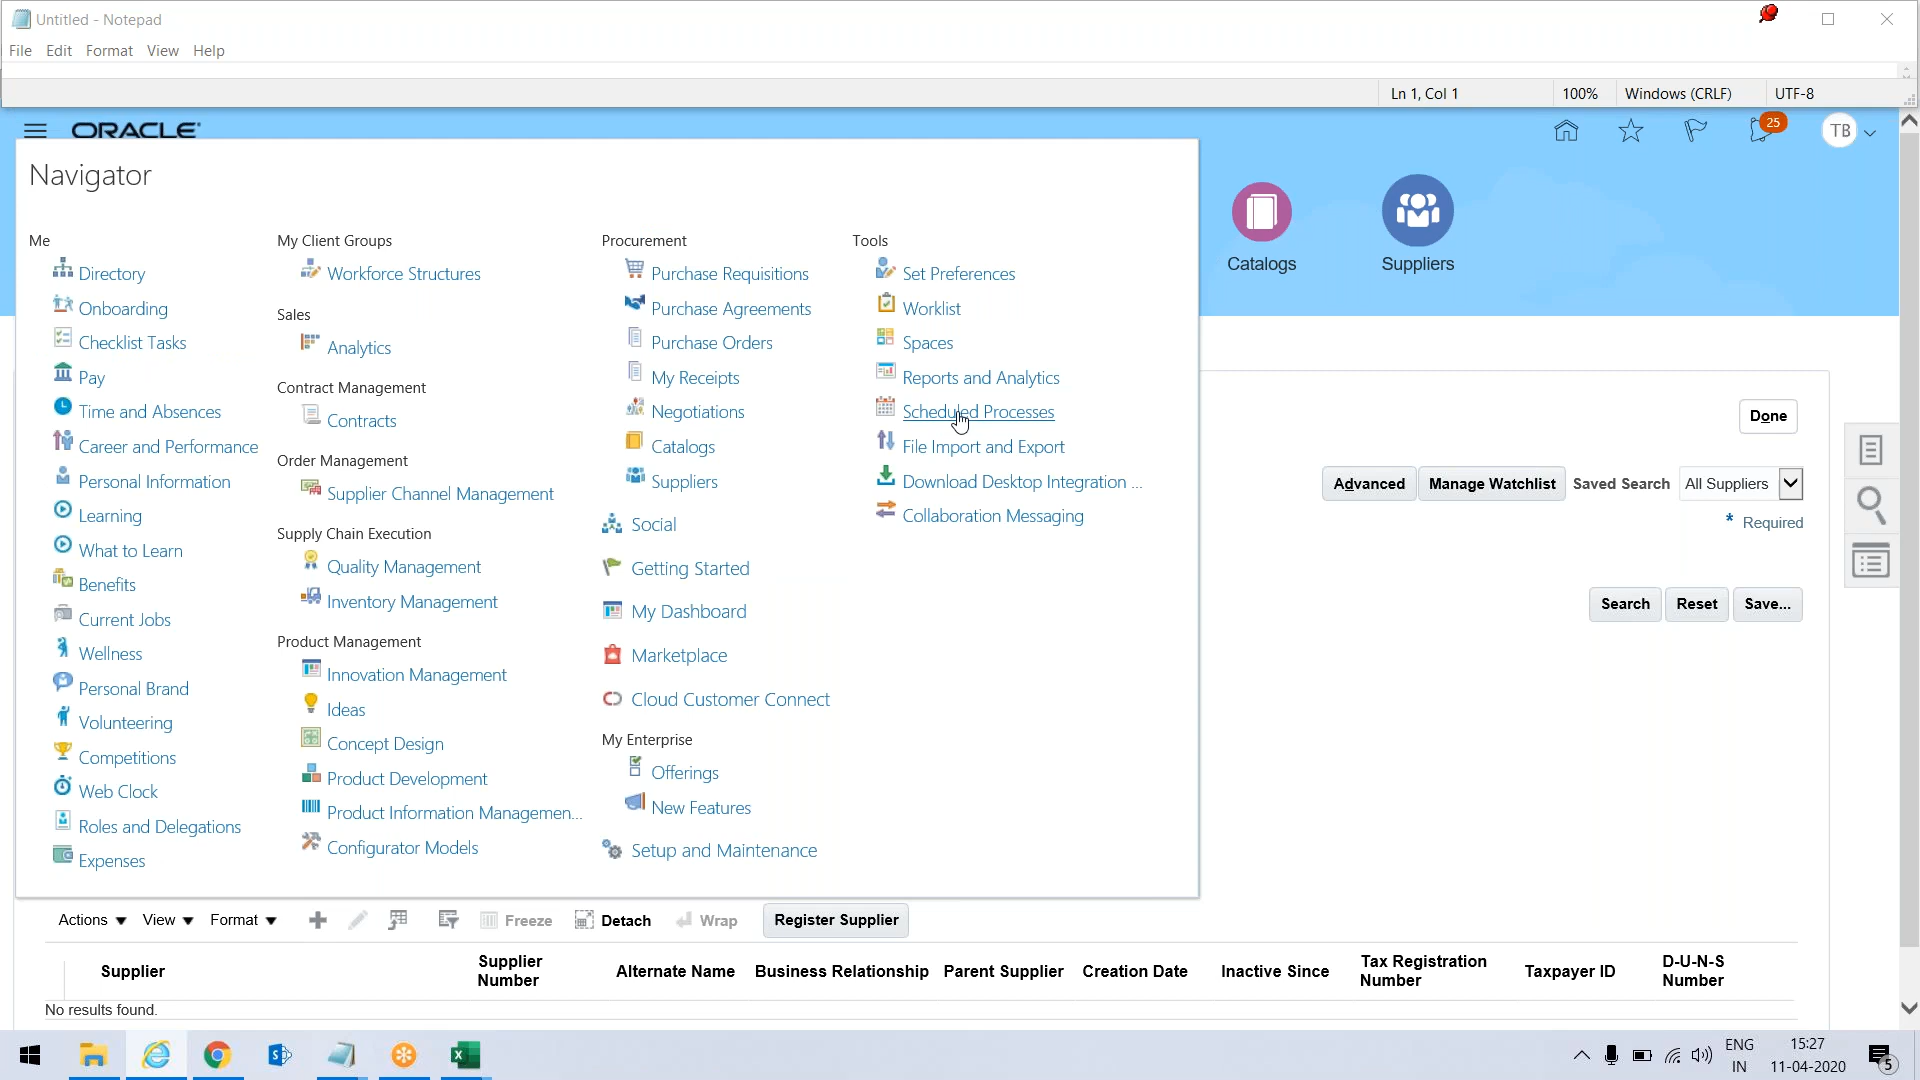 Untitled - Notepad
File Edit Format View Help
Ln 1, Col 1 100% Windows (CRLF) UTF-8
ORACLE
25
TB
Navigator
Catalogs
Suppliers
Me
Directory
Onboarding
Checklist Tasks
Pay
Time and Absences
Career and Performance
Personal Information
Learning
What to Learn
Benefits
Current Jobs
Wellness
Personal Brand
Volunteering
Competitions
Web Clock
Roles and Delegations
Expenses
My Client Groups
Workforce Structures
Sales
Analytics
Contract Management
Contracts
Order Management
Supplier Channel Management
Supply Chain Execution
Quality Management
Inventory Management
Product Management
Innovation Management
Ideas
Concept Design
Product Development
Product Information Managemen...
Configurator Models
Procurement
Purchase Requisitions
Purchase Agreements
Purchase Orders
My Receipts
Negotiations
Catalogs
Suppliers
Social
Getting Started
My Dashboard
Marketplace
Cloud Customer Connect
My Enterprise
Offerings
New Features
Setup and Maintenance
Tools
Set Preferences
Worklist
Spaces
Reports and Analytics
Scheduled Processes
File Import and Export
Download Desktop Integration ...
Collaboration Messaging
Done
Advanced Manage Watchlist Saved Search All Suppliers
* Required
Search Reset Save...
Actions View Format Freeze Detach Wrap Register Supplier
Supplier Supplier Number Alternate Name Business Relationship Parent Supplier Creation Date Inactive Since Tax Registration Number Taxpayer ID D-U-N-S Number
No results found.
ENG
IN
15:27
11-04-2020
5